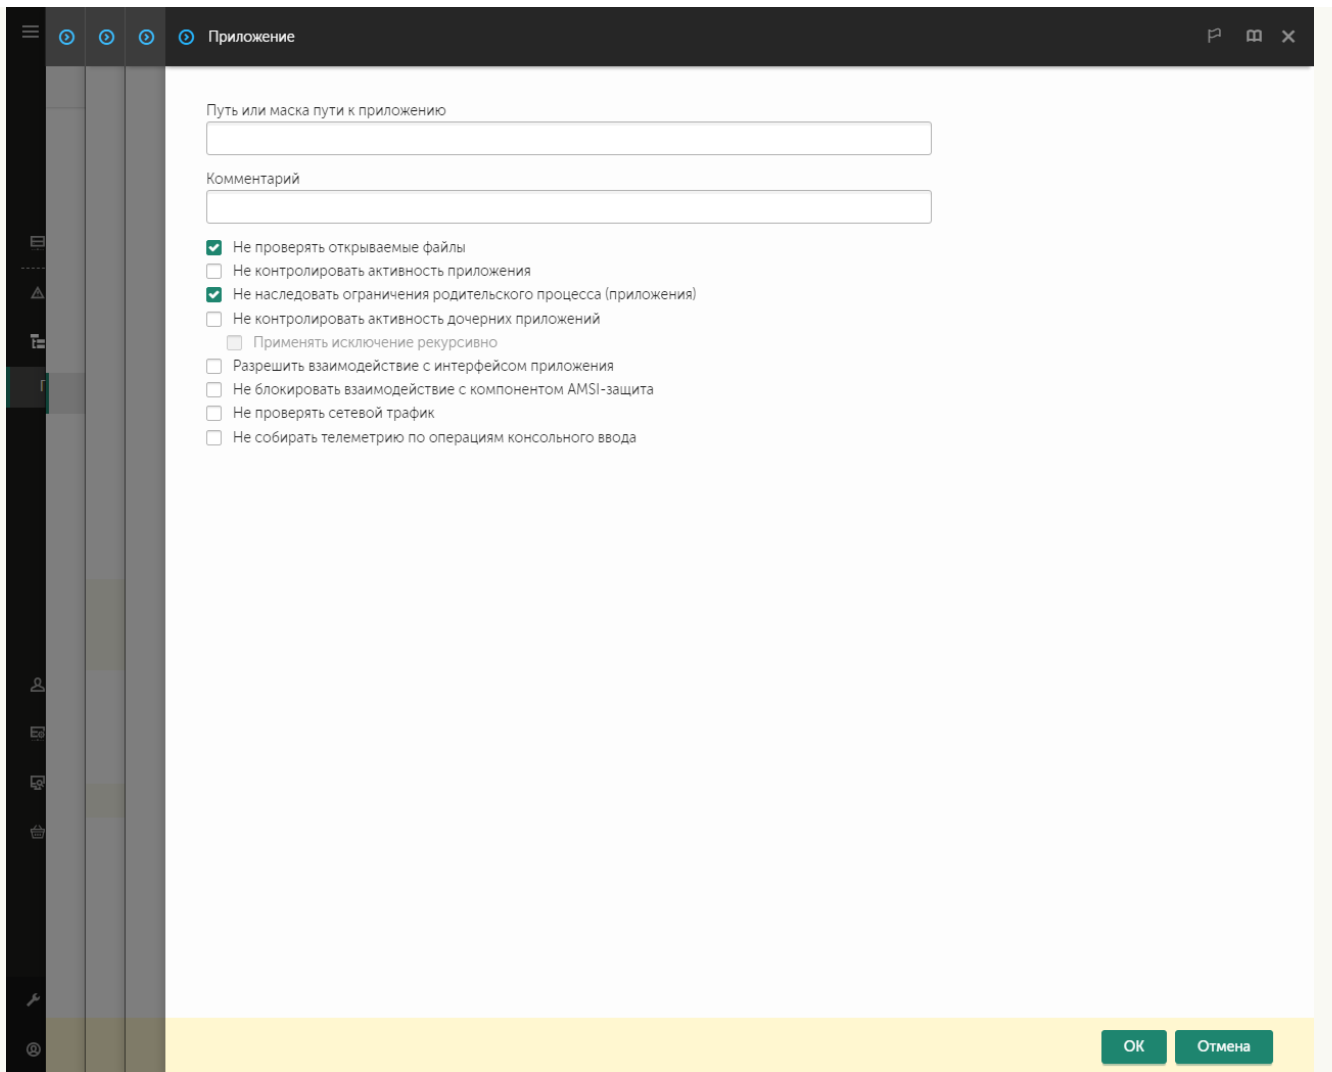 Приложение
Путь или маска пути к приложению
Комментарий
Не проверять открываемые файлы
Не контролировать активность приложения
Не наследовать ограничения родительского процесса (приложения)
Не контролировать активность дочерних приложений
Применять исключение рекурсивно
Разрешить взаимодействие с интерфейсом приложения
Не блокировать взаимодействие с компонентом AMSI-защита
Не проверять сетевой трафик
Не собирать телеметрию по операциям консольного ввода
OK Отмена